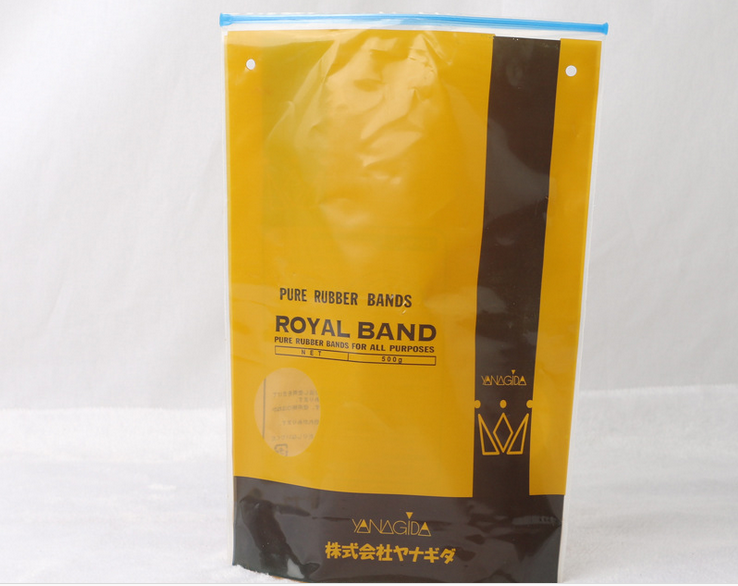 PURE RUBBER BANDS
ROYAL BAND
PURE RUBBER BANDS FOR ALL PURPOSES
NET 500g
YANAGIDA
YANAGIDA
株式会社ヤナギダ